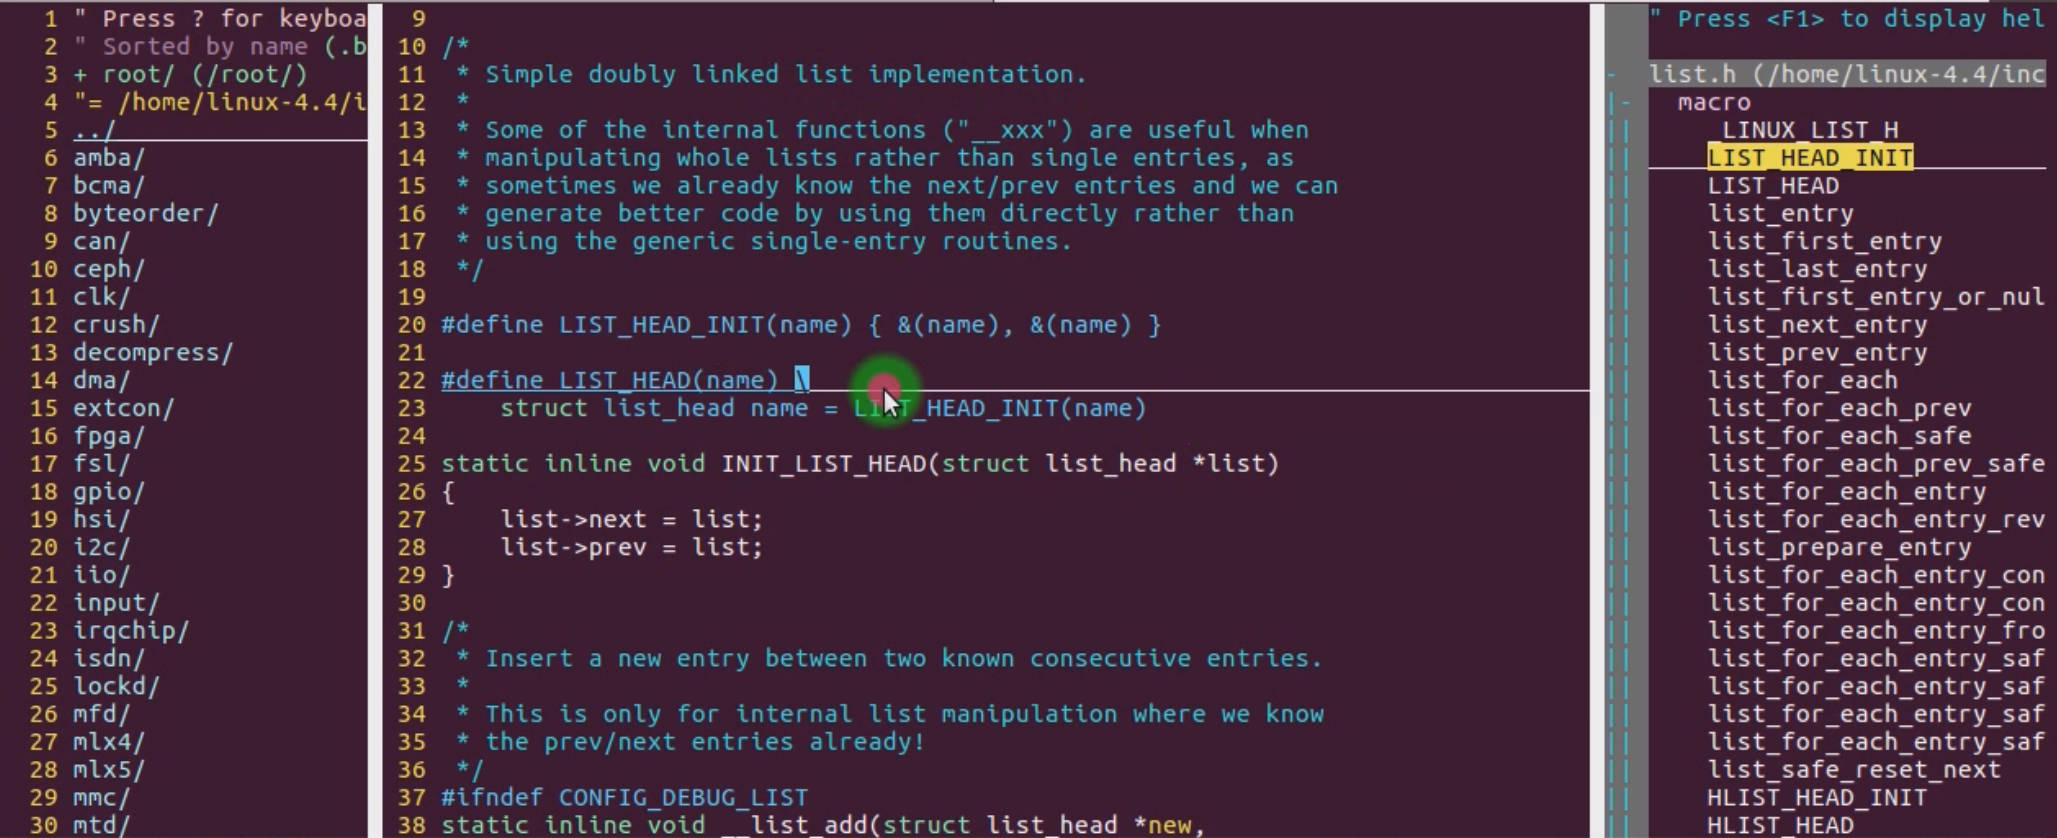 1 " Press ? for keyboa
2 " Sorted by name (.b
3 + root/ (/root/)
4 "= /home/linux-4.4/i
5 ../
6 amba/
7 bcma/
8 byteorder/
9 can/
10 ceph/
11 clk/
12 crush/
13 decompress/
14 dma/
15 extcon/
16 fpga/
17 fsl/
18 gpio/
19 hsi/
20 i2c/
21 iio/
22 input/
23 irqchip/
24 isdn/
25 lockd/
26 mfd/
27 mlx4/
28 mlx5/
29 mmc/
30 mtd/
9
10 /*
11  * Simple doubly linked list implementation.
12  *
13  * Some of the internal functions ("__xxx") are useful when
14  * manipulating whole lists rather than single entries, as
15  * sometimes we already know the next/prev entries and we can
16  * generate better code by using them directly rather than
17  * using the generic single-entry routines.
18  */
19
20 #define LIST_HEAD_INIT(name) { &(name), &(name) }
21
22 #define LIST_HEAD(name) \
23     struct list_head name = LIST_HEAD_INIT(name)
24
25 static inline void INIT_LIST_HEAD(struct list_head *list)
26 {
27     list->next = list;
28     list->prev = list;
29 }
30
31 /*
32  * Insert a new entry between two known consecutive entries.
33  *
34  * This is only for internal list manipulation where we know
35  * the prev/next entries already!
36  */
37 #ifndef CONFIG_DEBUG_LIST
38 static inline void __list_add(struct list_head *new,
" Press <F1> to display hel
list.h (/home/linux-4.4/inc
macro
_LINUX_LIST_H
LIST_HEAD_INIT
LIST_HEAD
list_entry
list_first_entry
list_last_entry
list_first_entry_or_nul
list_next_entry
list_prev_entry
list_for_each
list_for_each_prev
list_for_each_safe
list_for_each_prev_safe
list_for_each_entry
list_for_each_entry_rev
list_prepare_entry
list_for_each_entry_con
list_for_each_entry_con
list_for_each_entry_fro
list_for_each_entry_saf
list_for_each_entry_saf
list_for_each_entry_saf
list_for_each_entry_saf
list_safe_reset_next
HLIST_HEAD_INIT
HLIST_HEAD